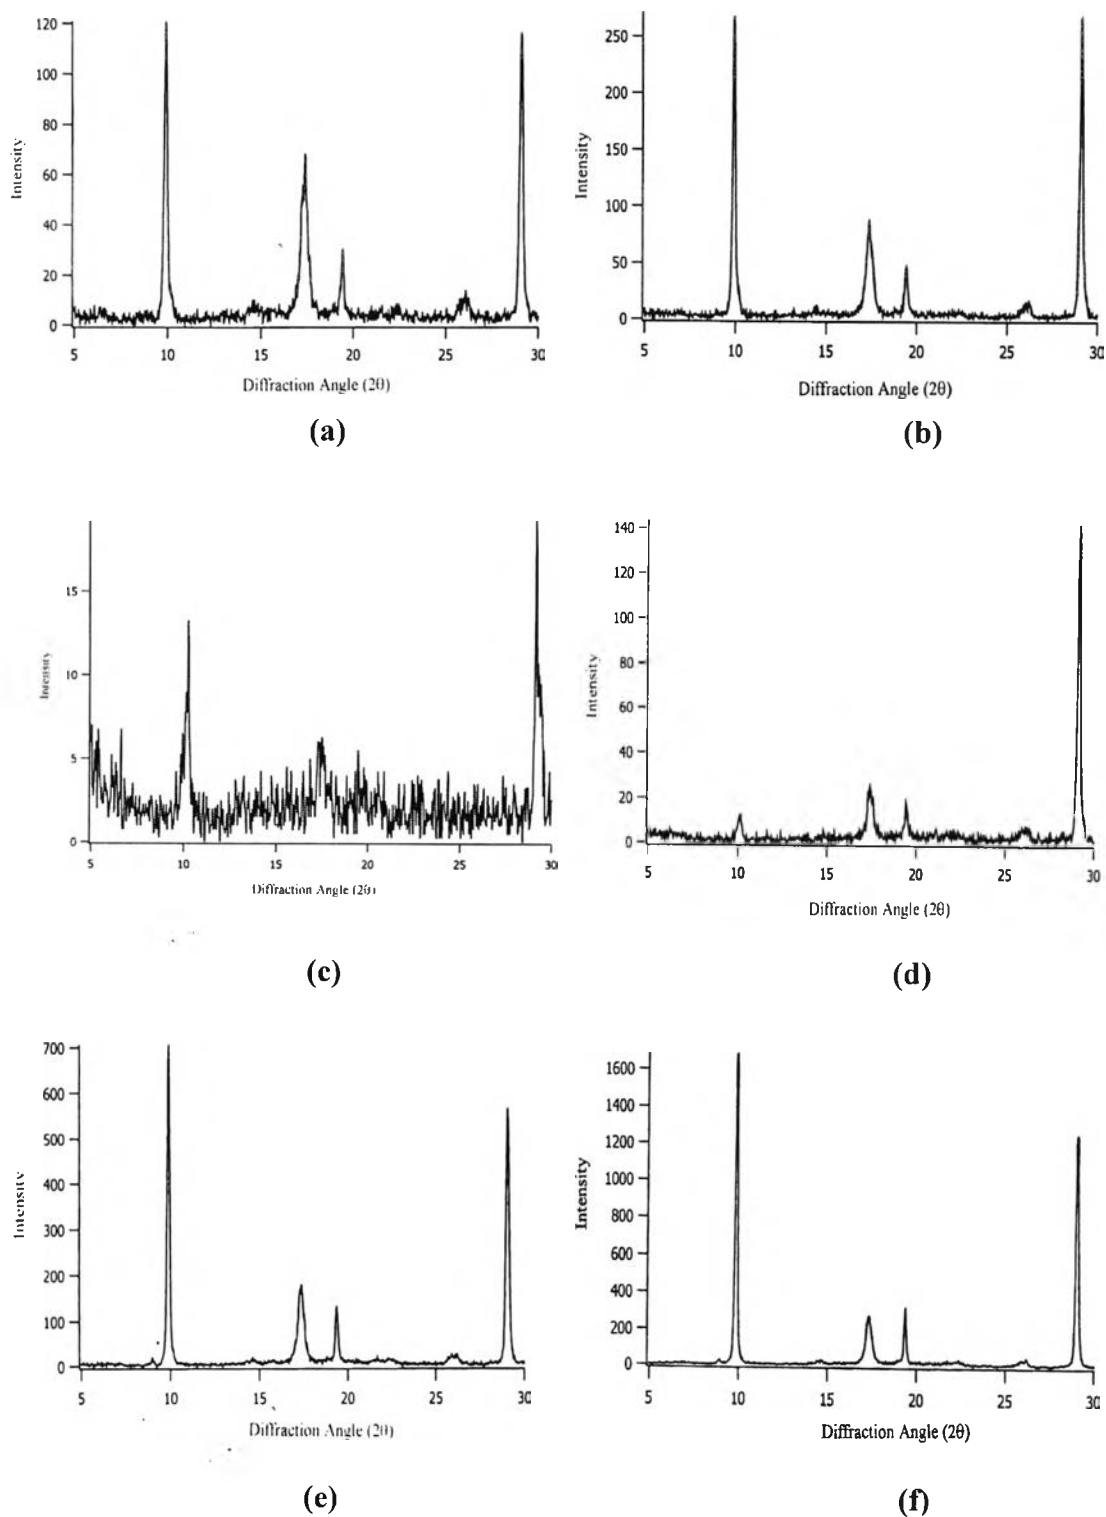 120
100
80
60
40
20
0
Intensity
5 10 15 20 25 30
Diffraction Angle (2θ)
(a)
250
200
150
100
50
0
Intensity
5 10 15 20 25 30
Diffraction Angle (2θ)
(b)
15
10
5
0
Intensity
5 10 15 20 25 30
Diffraction Angle (2θ)
(c)
140
120
100
80
60
40
20
0
Intensity
5 10 15 20 25 30
Diffraction Angle (2θ)
(d)
700
600
500
400
300
200
100
0
Intensity
5 10 15 20 25 30
Diffraction Angle (2θ)
(e)
1600
1400
1200
1000
800
600
400
200
0
Intensity
5 10 15 20 25 30
Diffraction Angle (2θ)
(f)